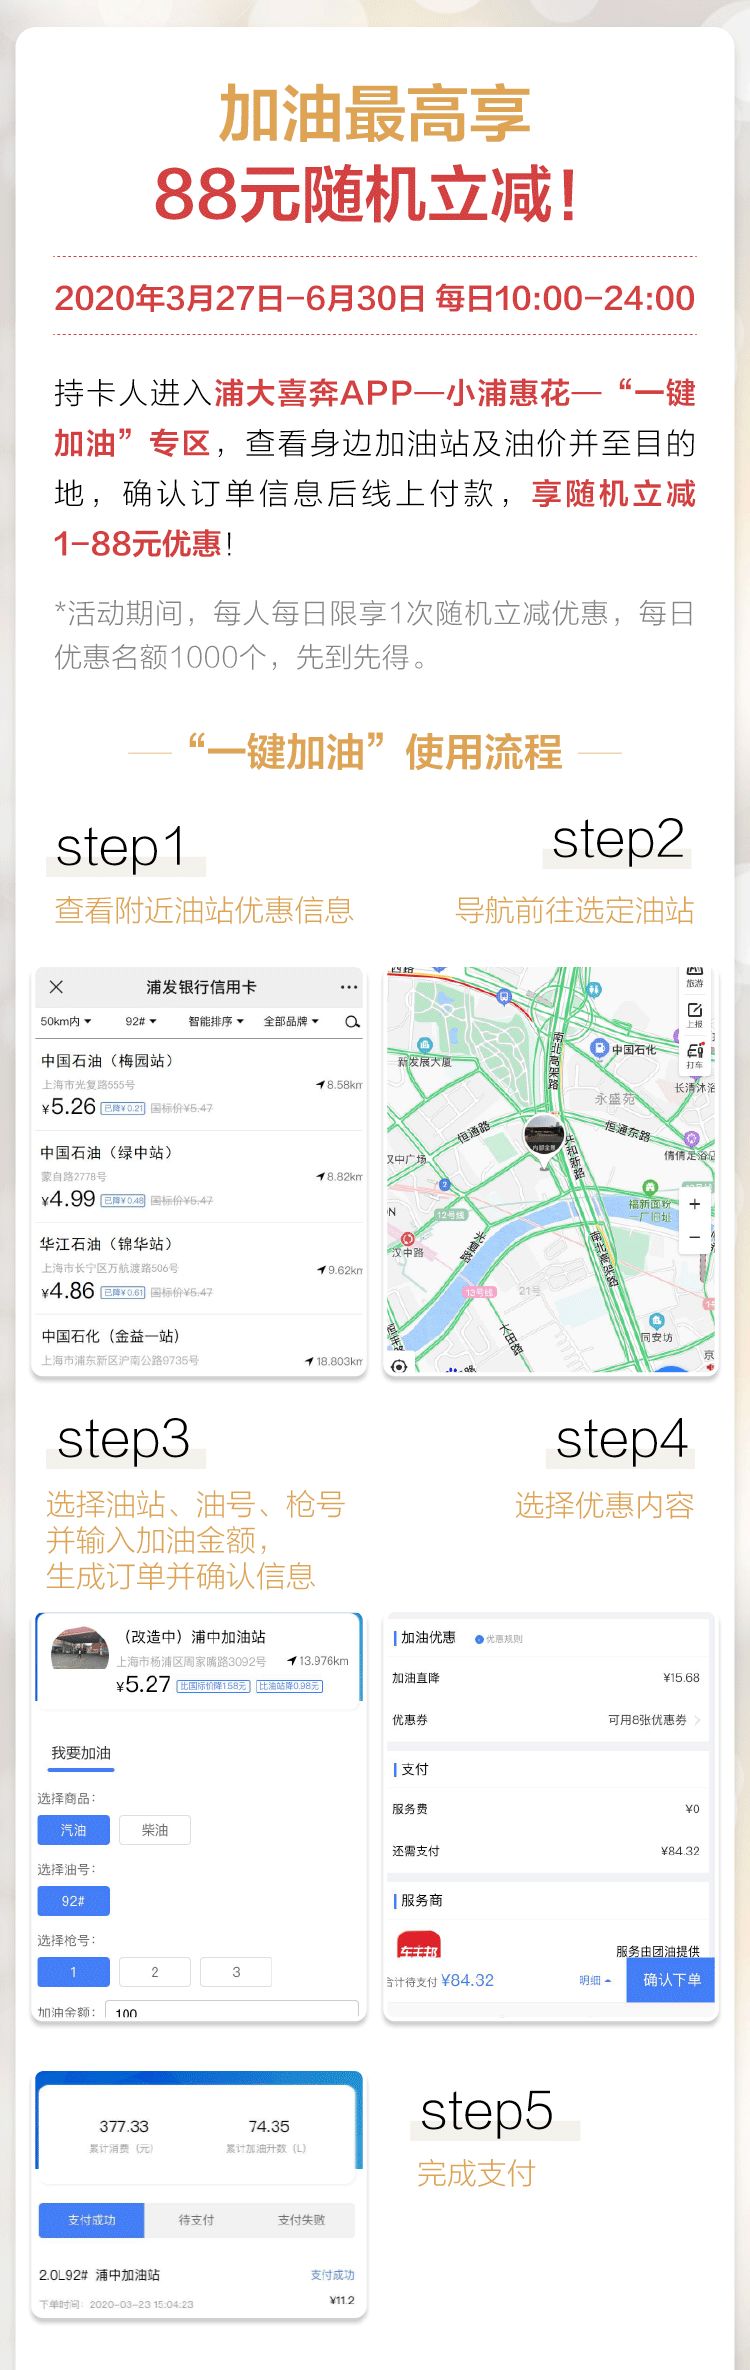 加油最高享
88元随机立减!
2020年3月27日-6月30日 每日10:00-24:00
持卡人进入浦大喜奔APP—小浦惠花—“一键
加油”专区，查看身边加油站及油价并至目的
地，确认订单信息后线上付款，享随机立减
1-88元优惠!
*活动期间，每人每日限享1次随机立减优惠，每日
优惠名额1000个，先到先得。
“一键加油”使用流程
step1
查看附近油站优惠信息
step2
导航前往选定油站
浦发银行信用卡
50km内 92# 智能排序 全部品牌
中国石油（梅园站）
上海市光复路555号 8.58km
¥5.26 已降¥0.21 国标价¥5.47
中国石油（绿中站）
蒙自路2778号 8.82km
¥4.99 已降¥0.48 国标价¥5.47
华江石油（锦华站）
上海市长宁区万航渡路506号 9.62km
¥4.86 已降¥0.61 国标价¥5.47
中国石化（金益一站）
上海市浦东新区沪南公路9735号 18.803km
西路
旅游
上报
打车
新发展大厦
南北高架路
中国石化
长清沐浴
永盛苑
恒通路
恒通东路
内部全景
共和新路
汉中广场
倩倩足浴店
2
12号线
福新面粉
一厂旧址
汉中路
光复路
南北高架路
13号线
21号
大田路
同安坊
京
step3
选择油站、油号、枪号
并输入加油金额，
生成订单并确认信息
step4
选择优惠内容
（改造中）浦中加油站
上海市杨浦区周家嘴路3092号 13.976km
¥5.27 比国标价降1.58元 比油站降0.98元
我要加油
选择商品：
汽油 柴油
选择油号：
92#
选择枪号：
1 2 3
加油金额： 100
加油优惠 优惠规则
加油直降 ¥15.68
优惠券 可用8张优惠券
支付
服务费 ¥0
还需支付 ¥84.32
服务商
车主邦
服务由团油提供
合计待支付 ¥84.32 明细 确认下单
377.33 74.35
累计消费（元） 累计加油升数（L）
支付成功 待支付 支付失败
2.0L92# 浦中加油站 支付成功
下单时间：2020-03-23 15:04:23 ¥11.2
step5
完成支付